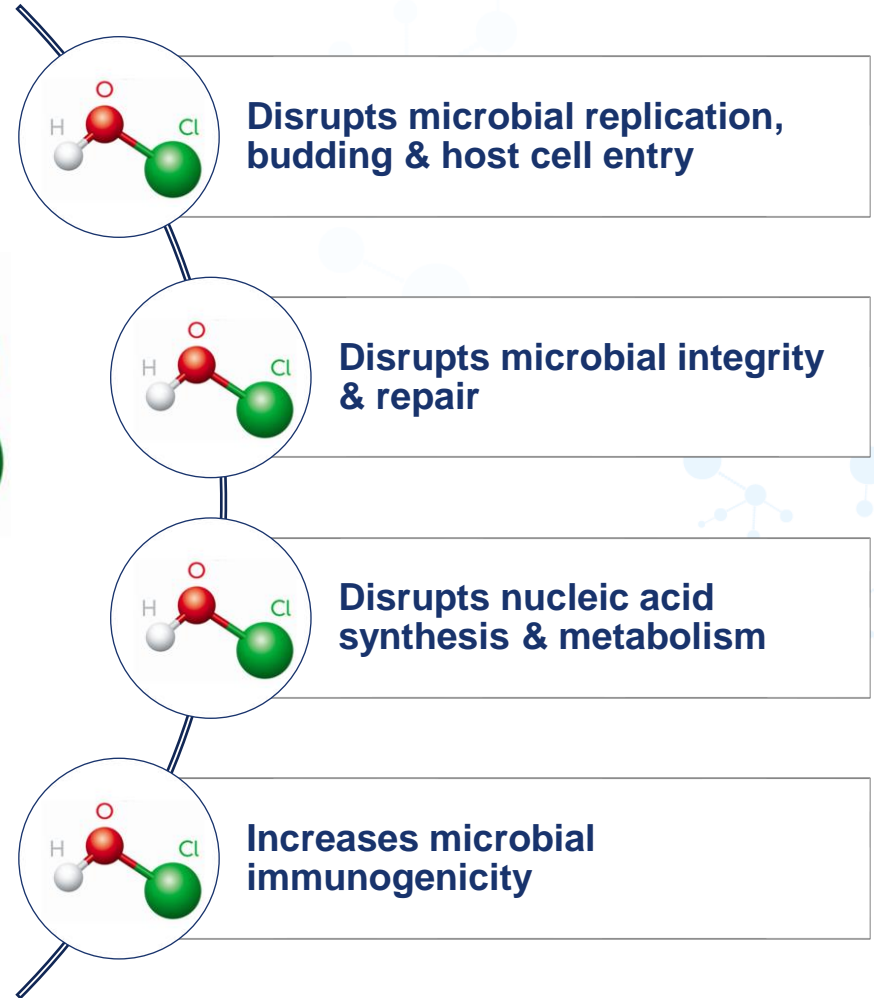 O
H
Cl
Disrupts microbial replication,
budding & host cell entry
O
H
Cl
Disrupts microbial integrity
& repair
O
H
Cl
Disrupts nucleic acid
synthesis & metabolism
O
H
Cl
Increases microbial
immunogenicity